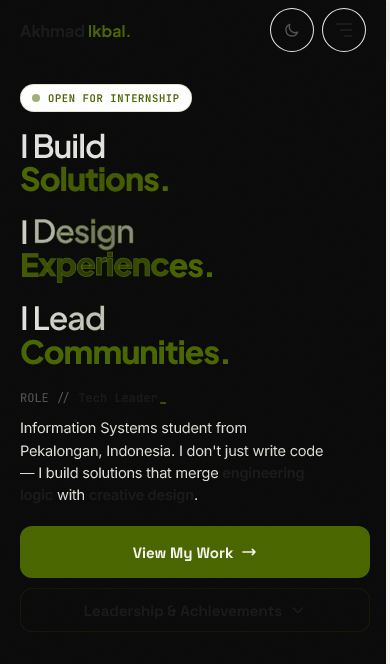 Akhmad Ikbal.
OPEN FOR INTERNSHIP
I Build
Solutions.
I Design
Experiences.
I Lead
Communities.
ROLE // Tech Leader_
Information Systems student from
Pekalongan, Indonesia. I don't just write code
— I build solutions that merge engineering
logic with creative design.
View My Work →
Leadership & Achievements